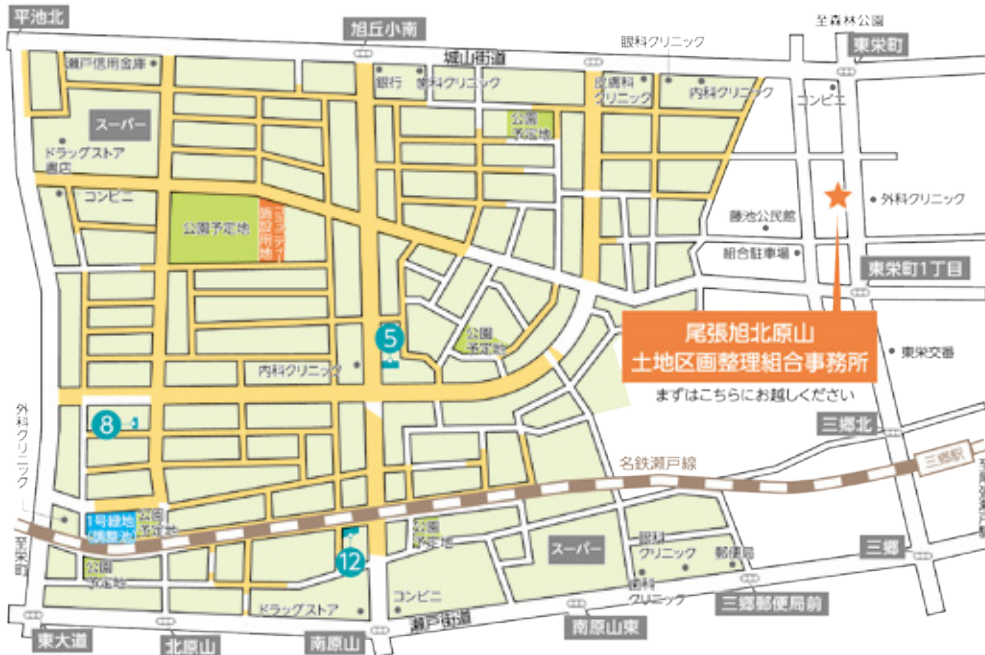 平池北
旭丘小南
至森林公園
東栄町
瀬戸信用金庫
城山街道
眼科クリニック
銀行
歯科クリニック
皮膚科
クリニック
内科クリニック
コンビニ
スーパー
公園
予定地
ドラッグストア
書店
コンビニ
公園予定地
施設用地
外科クリニック
藤池公民館
組合駐車場
東栄町1丁目
5
公園
予定地
尾張旭北原山
土地区画整理組合事務所
まずはこちらにお越しください
内科クリニック
東栄交番
外科クリニック
8
三郷北
名鉄瀬戸線
三郷駅
至尾張瀬戸駅
1号緑地
(調整池)
公園
予定地
至栄町
公園
予定地
12
公園
予定地
スーパー
眼科
クリニック
郵便局
三郷
歯科
クリニック
三郷郵便局前
ドラッグストア
コンビニ
瀬戸街道
東大道
北原山
南原山
南原山東